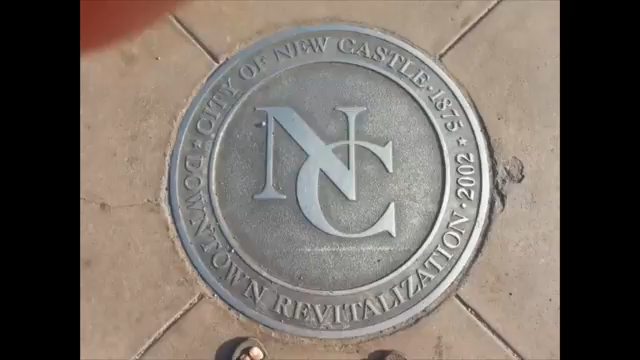 CITY OF NEW CASTLE · 1875 *
DOWNTOWN REVITALIZATION · 2002 *
NC